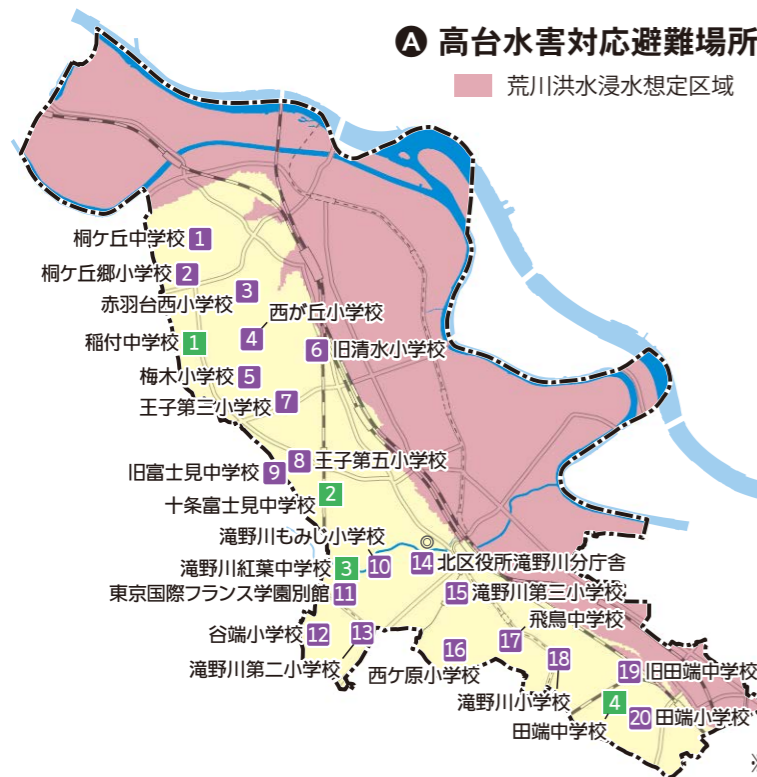 A 高台水害対応避難場所
荒川洪水浸水想定区域
桐ケ丘中学校 1
桐ケ丘郷小学校 2
赤羽台西小学校 3
西が丘小学校
4
稲付中学校 1
6 旧清水小学校
梅木小学校 5
王子第三小学校 7
8 王子第五小学校
旧富士見中学校 9
十条富士見中学校 2
滝野川もみじ小学校
10
14 北区役所滝野川分庁舎
滝野川紅葉中学校 3
東京国際フランス学園別館 11
15 滝野川第三小学校
飛鳥中学校
17
谷端小学校 12
13
滝野川第二小学校
16
西ケ原小学校
18
滝野川小学校
19 旧田端中学校
4
田端中学校
20 田端小学校
※